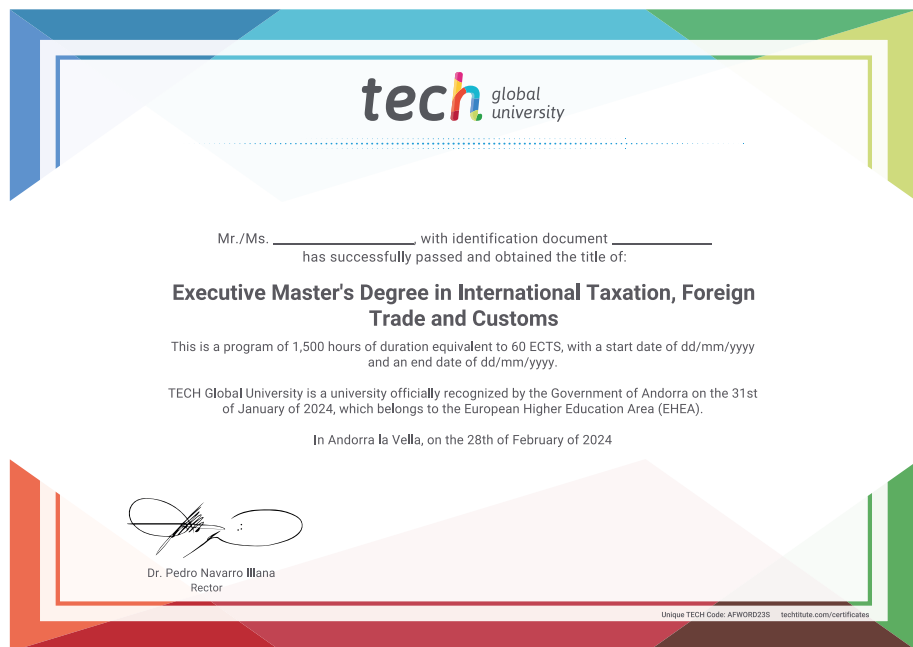 tech global
university
Mr./Ms. ________________, with identification document ___________
has successfully passed and obtained the title of:
Executive Master's Degree in International Taxation, Foreign
Trade and Customs
This is a program of 1,500 hours of duration equivalent to 60 ECTS, with a start date of dd/mm/yyyy
and an end date of dd/mm/yyyy.
TECH Global University is a university officially recognized by the Government of Andorra on the 31st
of January of 2024, which belongs to the European Higher Education Area (EHEA).
In Andorra la Vella, on the 28th of February of 2024
Dr. Pedro Navarro Illana
Rector
Unique TECH Code: AFWORD23S techtitute.com/certificates